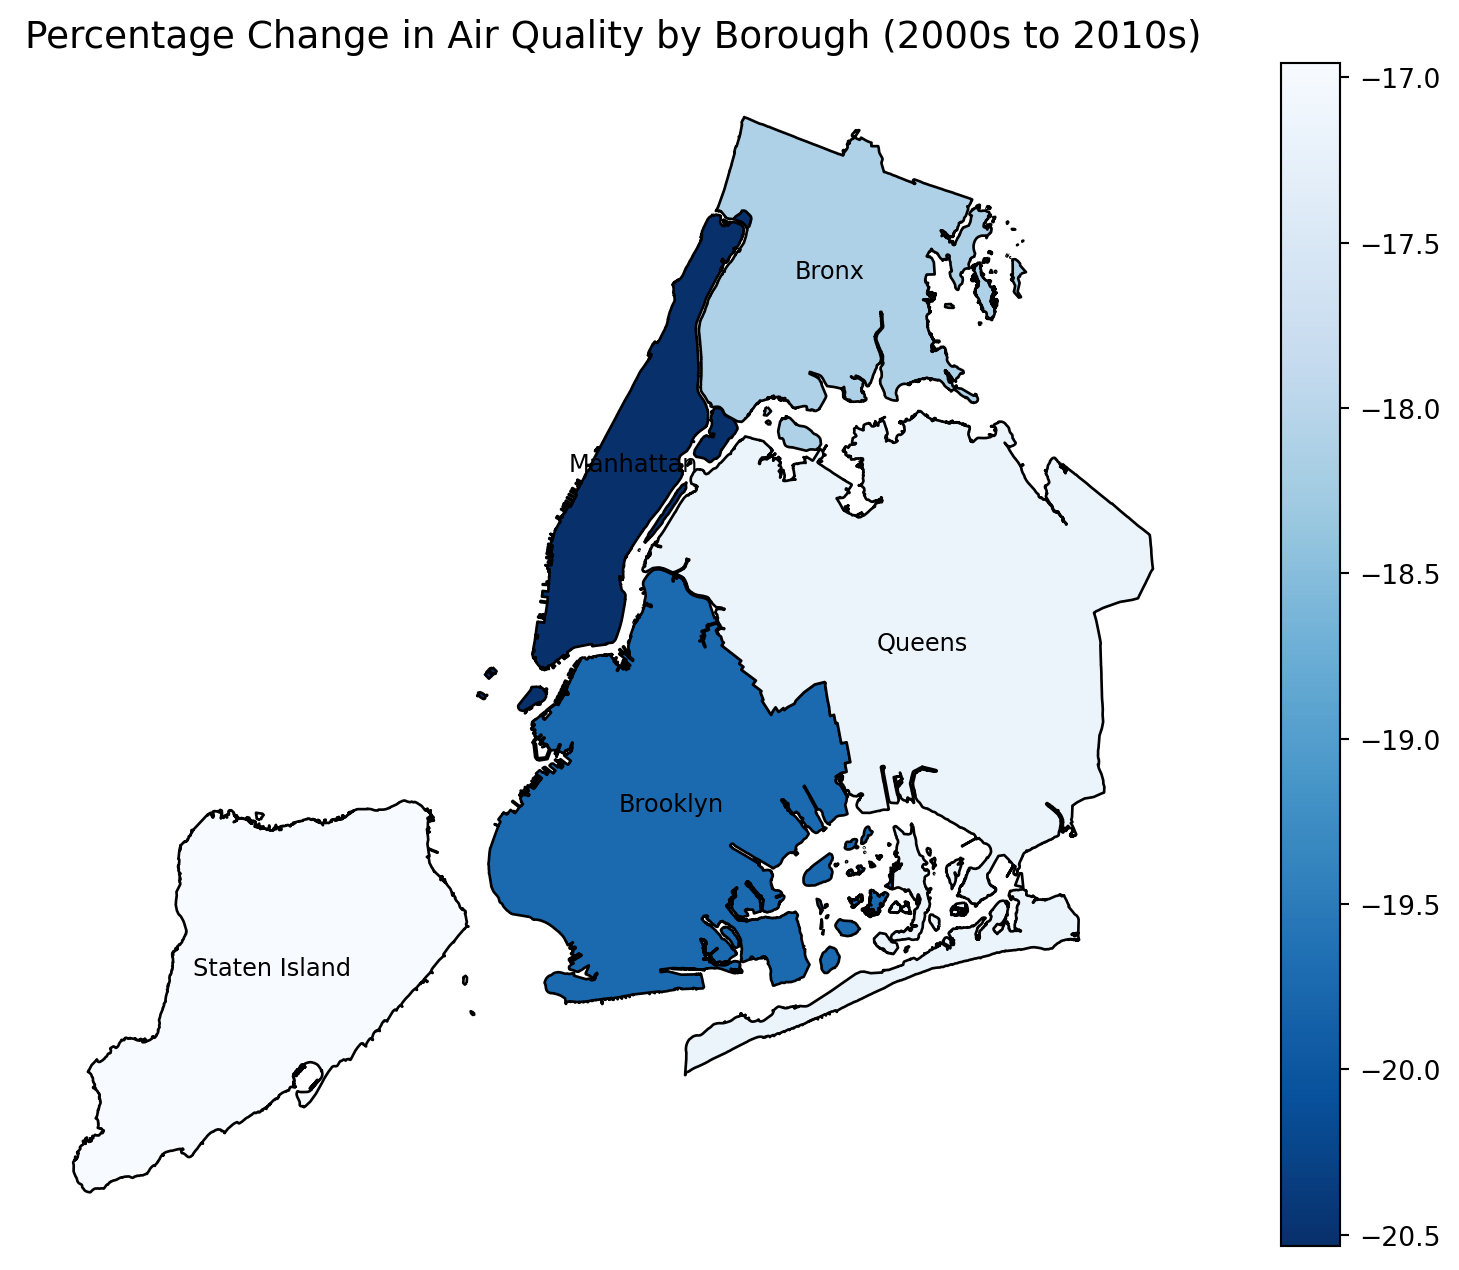 Percentage Change in Air Quality by Borough (2000s to 2010s)
Bronx
Manhattan
Queens
Brooklyn
Staten Island
−17.0
−17.5
−18.0
−18.5
−19.0
−19.5
−20.0
−20.5